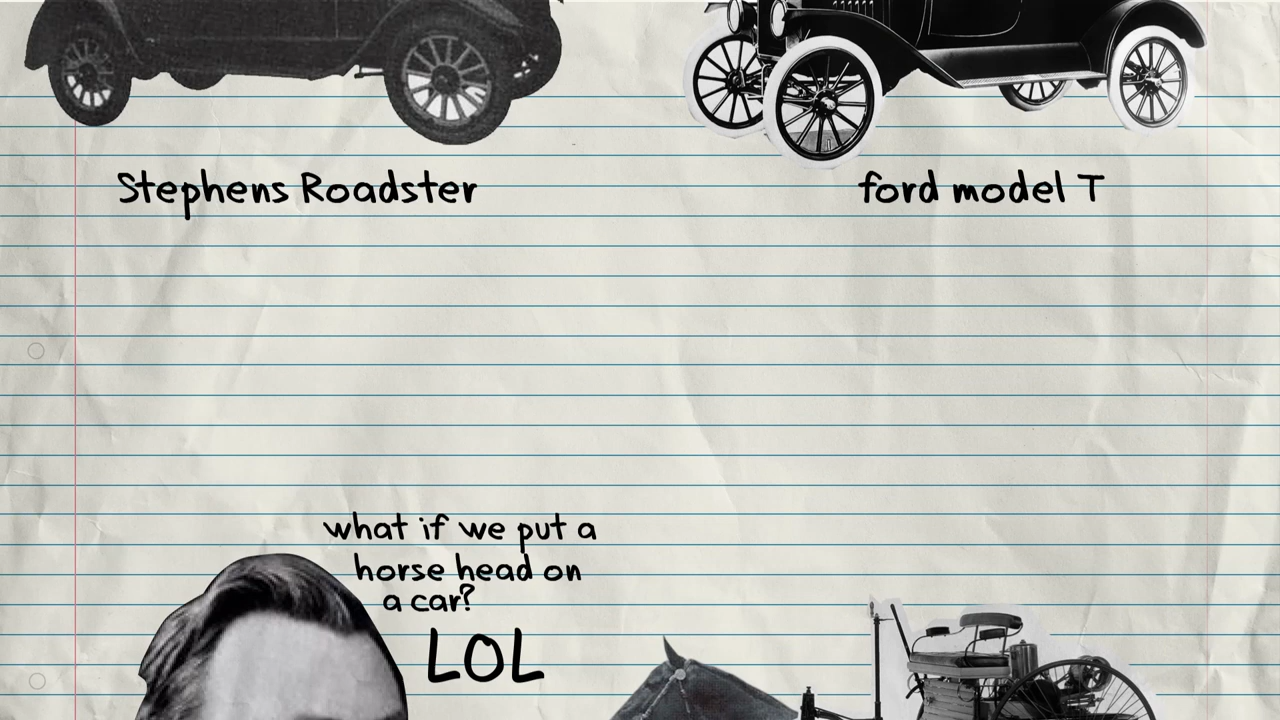 Stephens Roadster
ford model T
what if we put a
horse head on
a car?
LOL